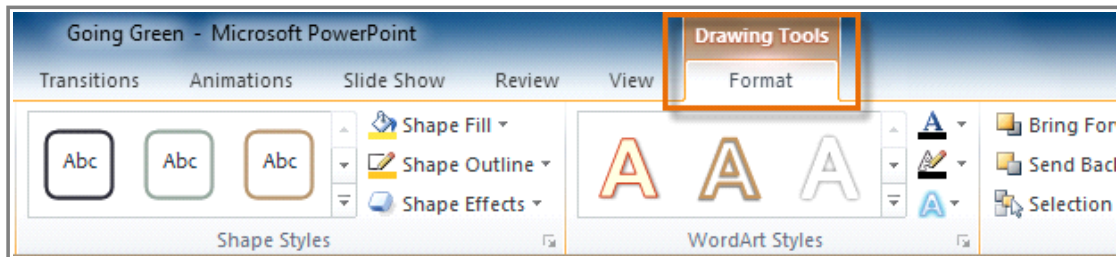 Going Green - Microsoft PowerPoint
Drawing Tools
Transitions Animations Slide Show Review View Format
Abc Abc Abc
Shape Fill
Shape Outline
Shape Effects
Shape Styles
A A A
A
A
WordArt Styles
Bring For
Send Bac
Selection